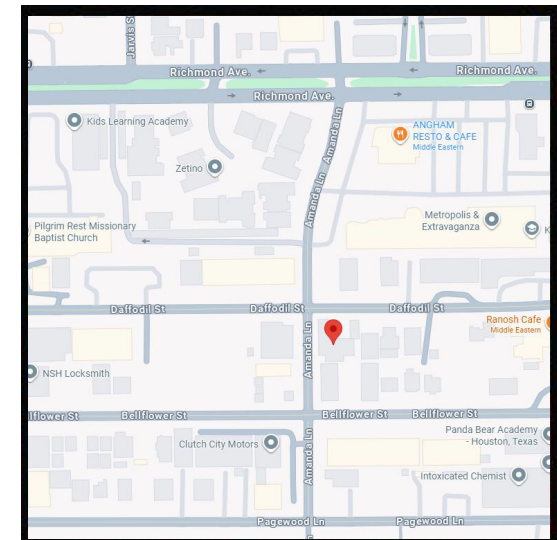 Jarvis S
Richmond Ave.
Richmond Ave.
Richmond Ave.
Kids Learning Academy
Amanda Ln
ANGHAM
RESTO & CAFE
Middle Eastern
Zetino
Amanda Ln
Metropolis &
Extravaganza
K
Pilgrim Rest Missionary
Baptist Church
Daffodil St
Daffodil St
Daffodil St
Ranosh Cafe
Middle Eastern
Amanda Ln
NSH Locksmith
llflower St
Bellflower St
Bellflower St
Bellflower St
Panda Bear Academy
- Houston, Texas
Clutch City Motors
Amanda Ln
Intoxicated Chemist
Pagewood Ln
Pagewood Ln